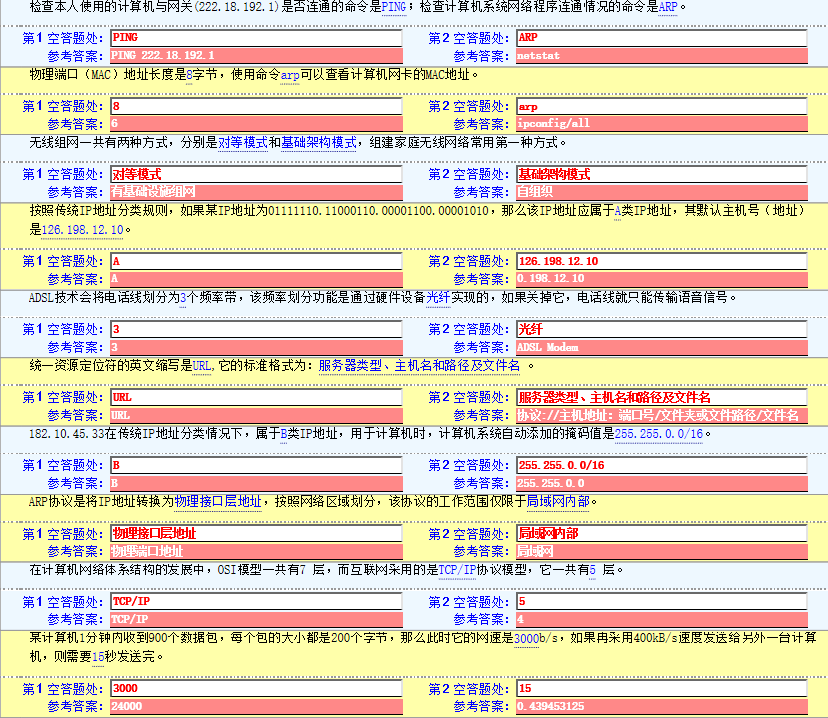 检查本人使用的计算机与网关(222.18.192.1)是否连通的命令是PING；检查计算机系统网络程序连通情况的命令是ARP。
第1 空答题处: PING 第2 空答题处: ARP
参考答案: PING 222.18.192.1 参考答案: netstat
物理端口（MAC）地址长度是8字节，使用命令arp可以查看计算机网卡的MAC地址。
第1 空答题处: 8 第2 空答题处: arp
参考答案: 6 参考答案: ipconfig/all
无线组网一共有两种方式，分别是对等模式和基础架构模式，组建家庭无线网络常用第一种方式。
第1 空答题处: 对等模式 第2 空答题处: 基础架构模式
参考答案: 有基础设施组网 参考答案: 自组织
按照传统IP地址分类规则，如果某IP地址为01111110.11000110.00001100.00001010，那么该IP地址应属于A类IP地址，其默认主机号（地址）
是126.198.12.10。
第1 空答题处: A 第2 空答题处: 126.198.12.10
参考答案: A 参考答案: 0.198.12.10
ADSL技术会将电话线划分为3个频率带，该频率划分功能是通过硬件设备光纤实现的，如果关掉它，电话线就只能传输语音信号。
第1 空答题处: 3 第2 空答题处: 光纤
参考答案: 3 参考答案: ADSL Modem
统一资源定位符的英文缩写是URL,它的标准格式为: 服务器类型、主机名和路径及文件名 。
第1 空答题处: URL 第2 空答题处: 服务器类型、主机名和路径及文件名
参考答案: URL 参考答案: 协议://主机地址：端口号/文件夹或文件路径/文件名
182.10.45.33在传统IP地址分类情况下，属于B类IP地址，用于计算机时，计算机系统自动添加的掩码值是255.255.0.0/16。
第1 空答题处: B 第2 空答题处: 255.255.0.0/16
参考答案: B 参考答案: 255.255.0.0
ARP协议是将IP地址转换为物理接口层地址，按照网络区域划分，该协议的工作范围仅限于局域网内部。
第1 空答题处: 物理接口层地址 第2 空答题处: 局域网内部
参考答案: 物理端口地址 参考答案: 局域网
在计算机网络体系结构的发展中，OSI模型一共有7 层，而互联网采用的是TCP/IP协议模型，它一共有5 层。
第1 空答题处: TCP/IP 第2 空答题处: 5
参考答案: TCP/IP 参考答案: 4
某计算机1分钟内收到900个数据包，每个包的大小都是200个字节，那么此时它的网速是3000b/s，如果再采用400kB/s速度发送给另外一台计算
机，则需要15秒发送完。
第1 空答题处: 3000 第2 空答题处: 15
参考答案: 24000 参考答案: 0.439453125